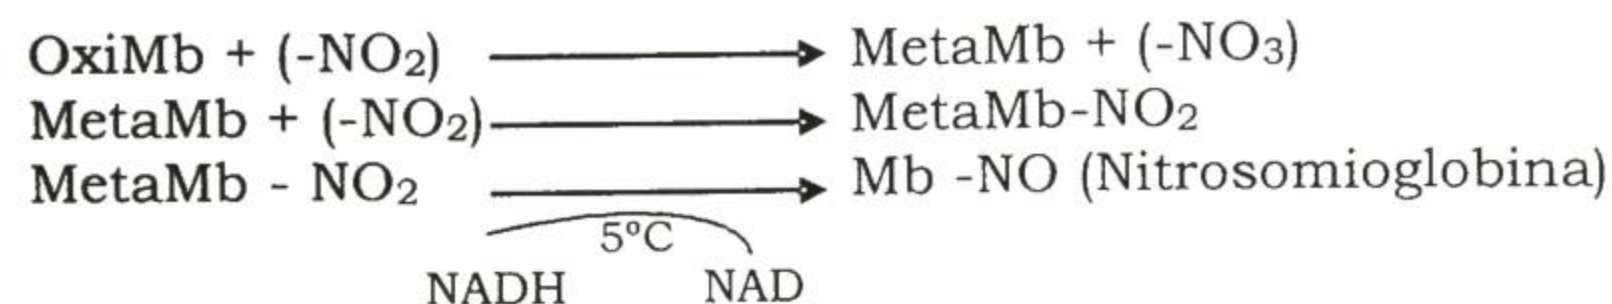 OxiMb + (-NO₂) ⟶ MetaMb + (-NO₃)
MetaMb + (-NO₂) ⟶ MetaMb-NO₂
MetaMb - NO₂ ⟶ Mb -NO (Nitrosomioglobina)
5ºC
NADH NAD